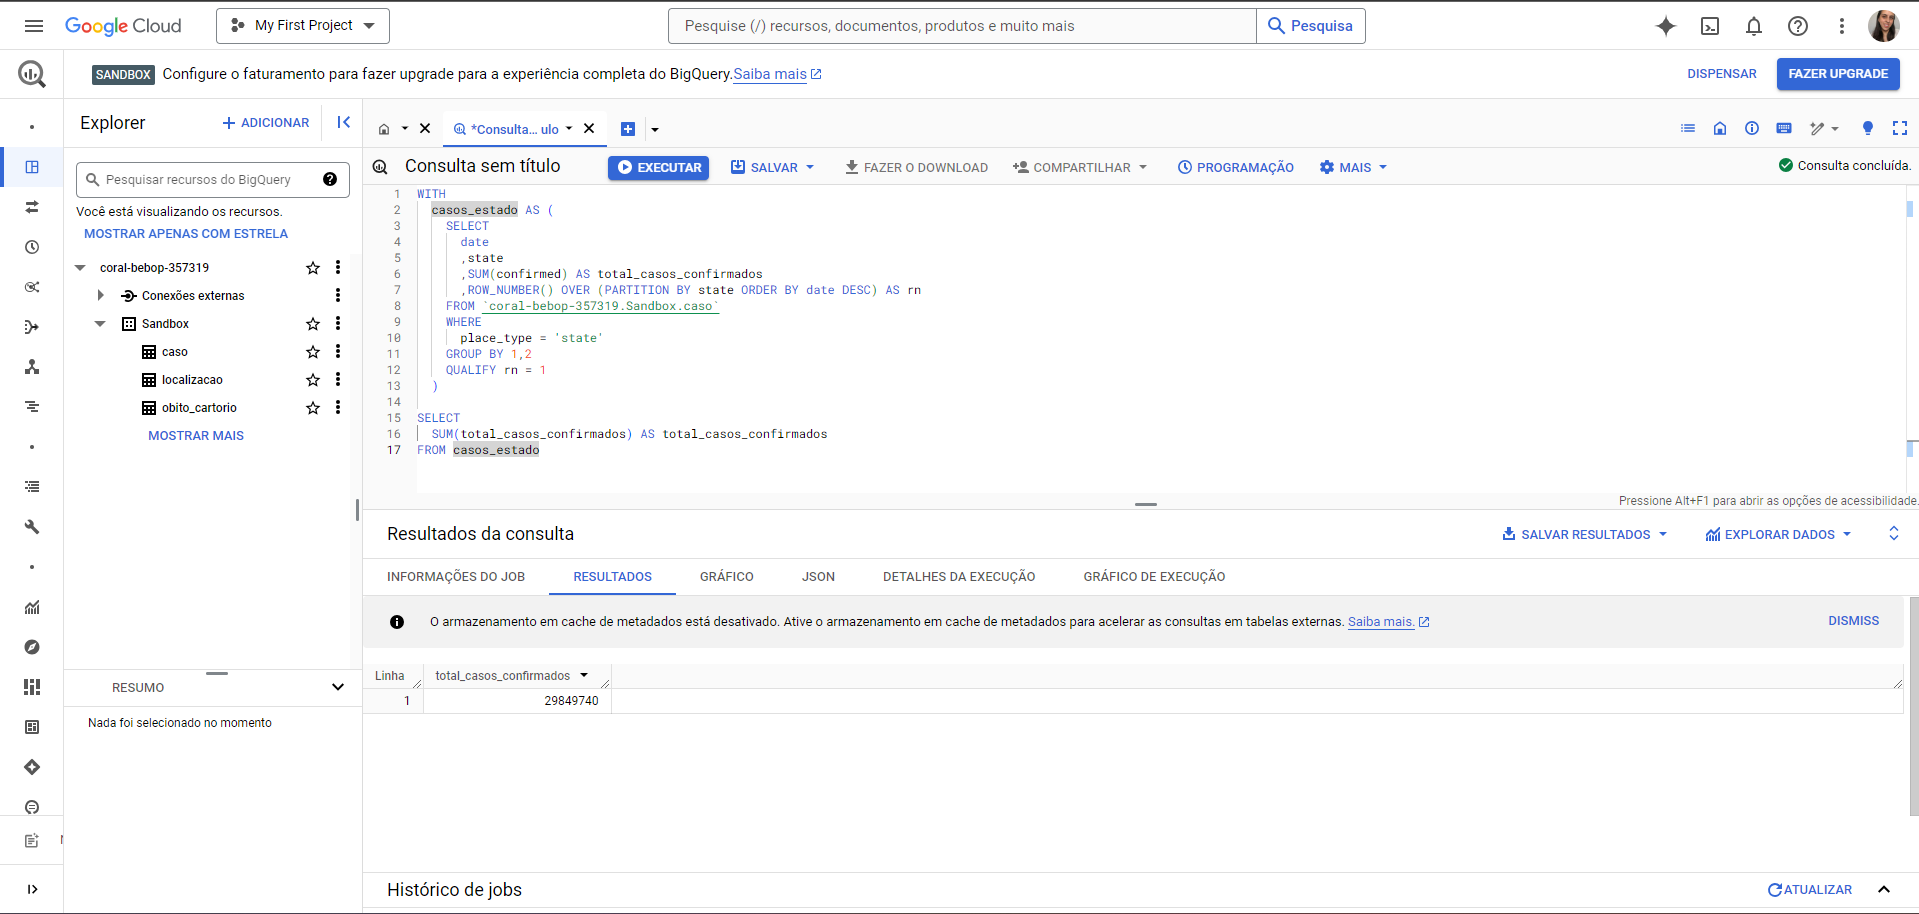 Google Cloud
My First Project
Pesquise (/) recursos, documentos, produtos e muito mais
Pesquisa
SANDBOX Configure o faturamento para fazer upgrade para a experiência completa do BigQuery.Saiba mais
DISPENSAR
FAZER UPGRADE
Explorer
ADICIONAR
*Consulta... ulo
Pesquisar recursos do BigQuery
Você está visualizando os recursos.
MOSTRAR APENAS COM ESTRELA
coral-bebop-357319
Conexões externas
Sandbox
caso
localizacao
obito_cartorio
MOSTRAR MAIS
RESUMO
Nada foi selecionado no momento
Consulta sem título
EXECUTAR
SALVAR
FAZER O DOWNLOAD
COMPARTILHAR
PROGRAMAÇÃO
MAIS
Consulta concluída.
1 WITH
2 casos_estado AS (
3 SELECT
4 date
5 ,state
6 ,SUM(confirmed) AS total_casos_confirmados
7 ,ROW_NUMBER() OVER (PARTITION BY state ORDER BY date DESC) AS rn
8 FROM `coral-bebop-357319.Sandbox.caso`
9 WHERE
10 place_type = 'state'
11 GROUP BY 1,2
12 QUALIFY rn = 1
13 )
14
15 SELECT
16 SUM(total_casos_confirmados) AS total_casos_confirmados
17 FROM casos_estado
Pressione Alt+F1 para abrir as opções de acessibilidade.
Resultados da consulta
SALVAR RESULTADOS
EXPLORAR DADOS
INFORMAÇÕES DO JOB
RESULTADOS
GRÁFICO
JSON
DETALHES DA EXECUÇÃO
GRÁFICO DE EXECUÇÃO
O armazenamento em cache de metadados está desativado. Ative o armazenamento em cache de metadados para acelerar as consultas em tabelas externas. Saiba mais.
DISMISS
Linha total_casos_confirmados
1 29849740
Histórico de jobs
ATUALIZAR